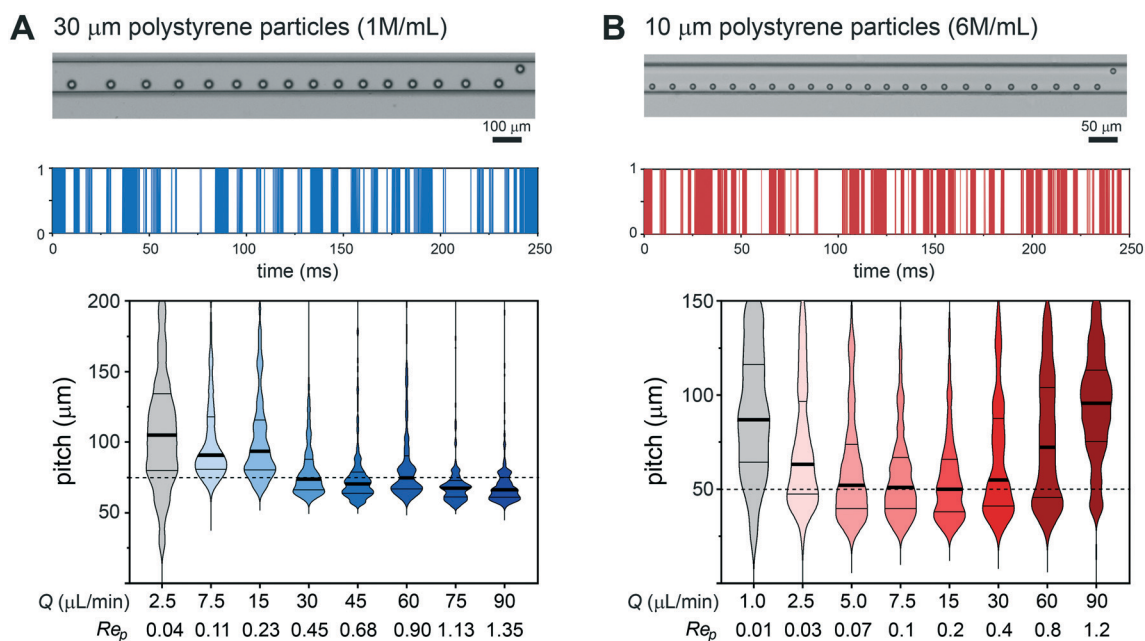 A 30 μm polystyrene particles (1M/mL)
100 μm
1
0
0 50 100 150 200 250
time (ms)
200
150
100
50
pitch (μm)
Q (μL/min) 2.5 7.5 15 30 45 60 75 90
Rep 0.04 0.11 0.23 0.45 0.68 0.90 1.13 1.35
B 10 μm polystyrene particles (6M/mL)
50 μm
1
0
0 50 100 150 200 250
time (ms)
150
100
50
0
pitch (μm)
Q (μL/min) 1.0 2.5 5.0 7.5 15 30 60 90
Rep 0.01 0.03 0.07 0.1 0.2 0.4 0.8 1.2